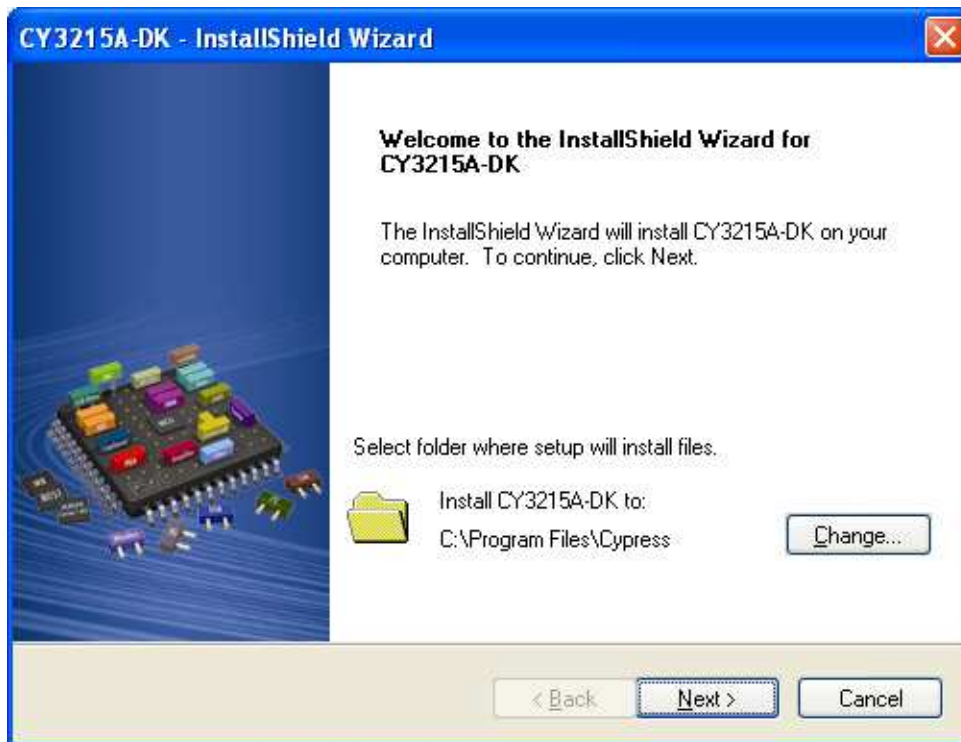 CY3215A-DK - InstallShield Wizard
Welcome to the InstallShield Wizard for
CY3215A-DK
The InstallShield Wizard will install CY3215A-DK on your
computer.  To continue, click Next.
Select folder where setup will install files.
Install CY3215A-DK to:
C:\Program Files\Cypress
Change...
< Back
Next >
Cancel